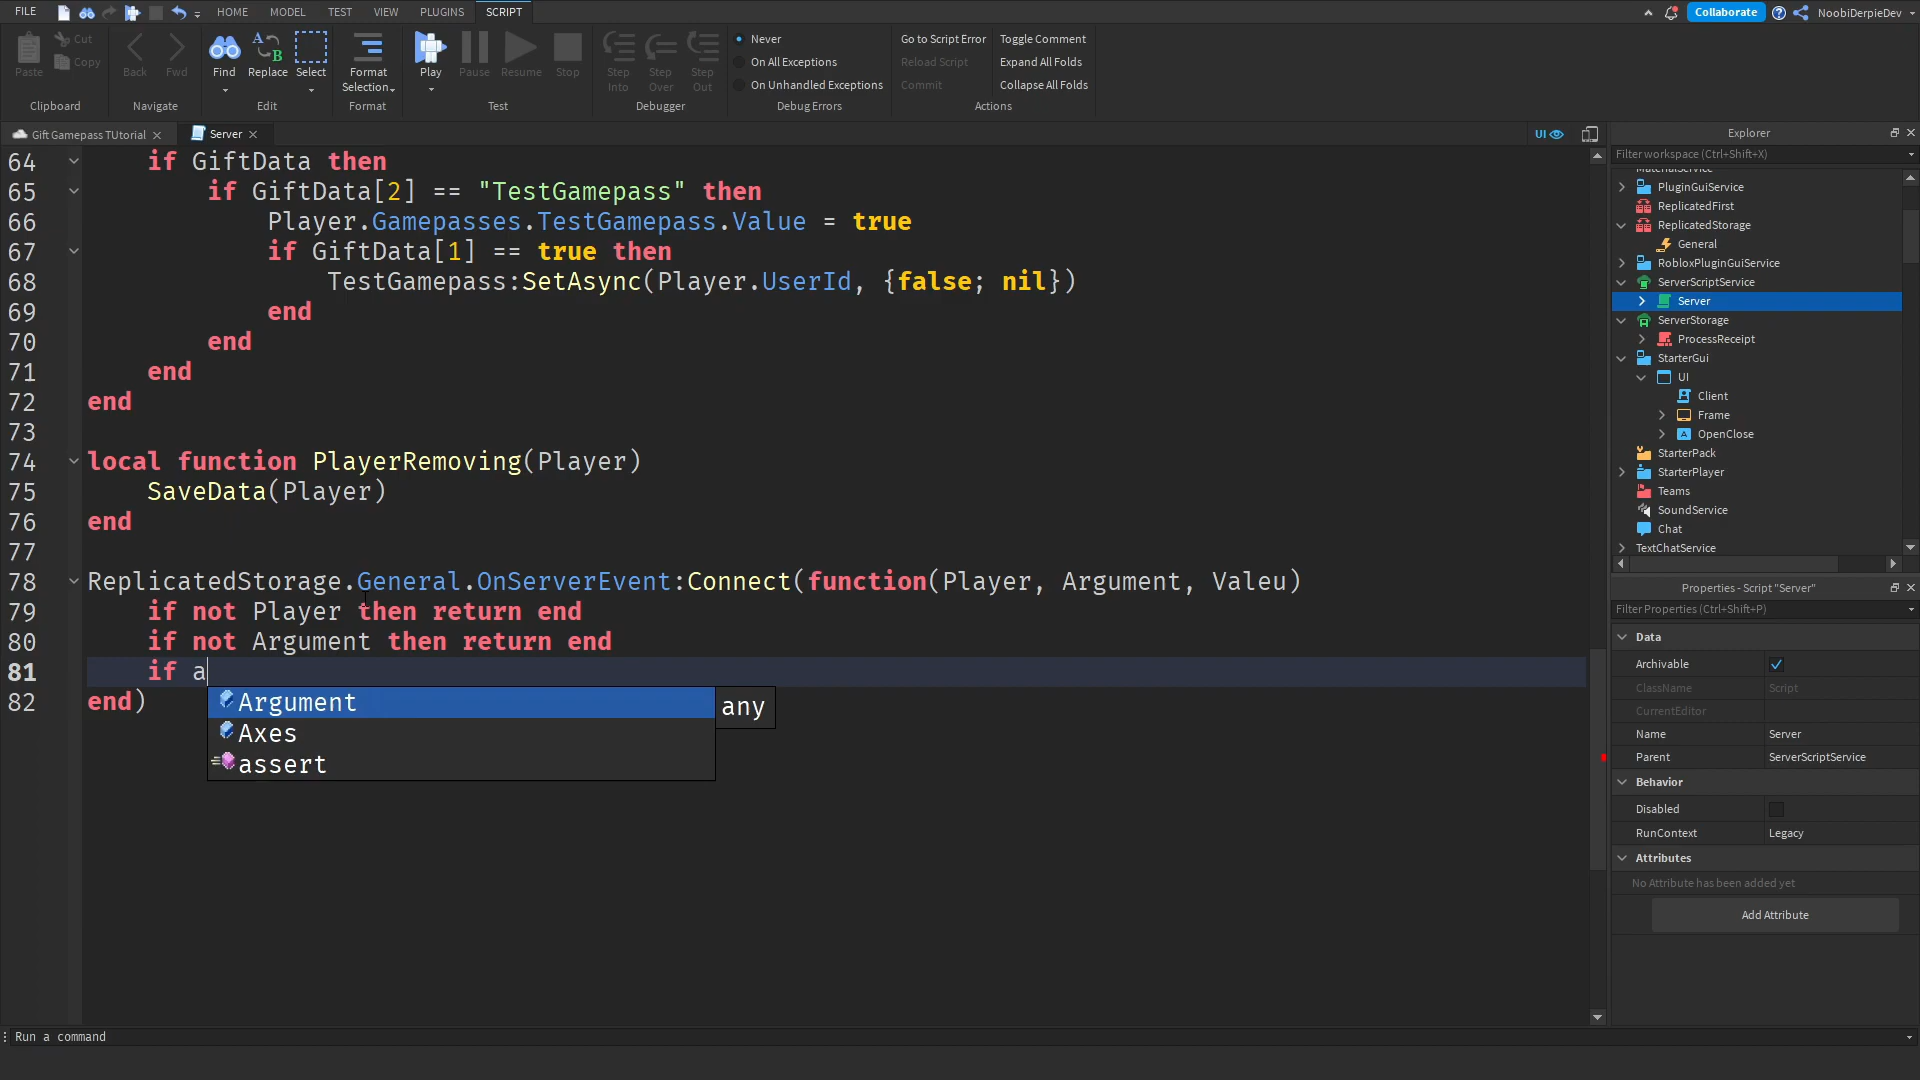 FILE HOME MODEL TEST VIEW PLUGINS SCRIPT Collaborate NoobiDerpieDev
Paste Cut Copy Clipboard
Back Fwd Navigate
Find Replace Select Edit
Format Selection Format
Play Pause Resume Stop Test
Step Into Step Over Step Out Debugger
Never
On All Exceptions
On Unhandled Exceptions
Debug Errors
Go to Script Error Toggle Comment
Reload Script Expand All Folds
Commit Collapse All Folds
Actions
Gift Gamepass TUtorial Server UI
64 if GiftData then
65 if GiftData[2] == "TestGamepass" then
66 Player.Gamepasses.TestGamepass.Value = true
67 if GiftData[1] == true then
68 TestGamepass:SetAsync(Player.UserId, {false; nil})
69 end
70 end
71 end
72 end
73
74 local function PlayerRemoving(Player)
75 SaveData(Player)
76 end
77
78 ReplicatedStorage.General.OnServerEvent:Connect(function(Player, Argument, Valeu)
79 if not Player then return end
80 if not Argument then return end
81 if a
82 end)
Argument any
Axes
assert
Explorer
Filter workspace (Ctrl+Shift+X)
MaterialService
PluginGuiService
ReplicatedFirst
ReplicatedStorage
General
RobloxPluginGuiService
ServerScriptService
Server
ServerStorage
ProcessReceipt
StarterGui
UI
Client
Frame
OpenClose
StarterPack
StarterPlayer
Teams
SoundService
Chat
TextChatService
Properties - Script "Server"
Filter Properties (Ctrl+Shift+P)
Data
Archivable
ClassName Script
CurrentEditor
Name Server
Parent ServerScriptService
Behavior
Disabled
RunContext Legacy
Attributes
No Attribute has been added yet
Add Attribute
Run a command